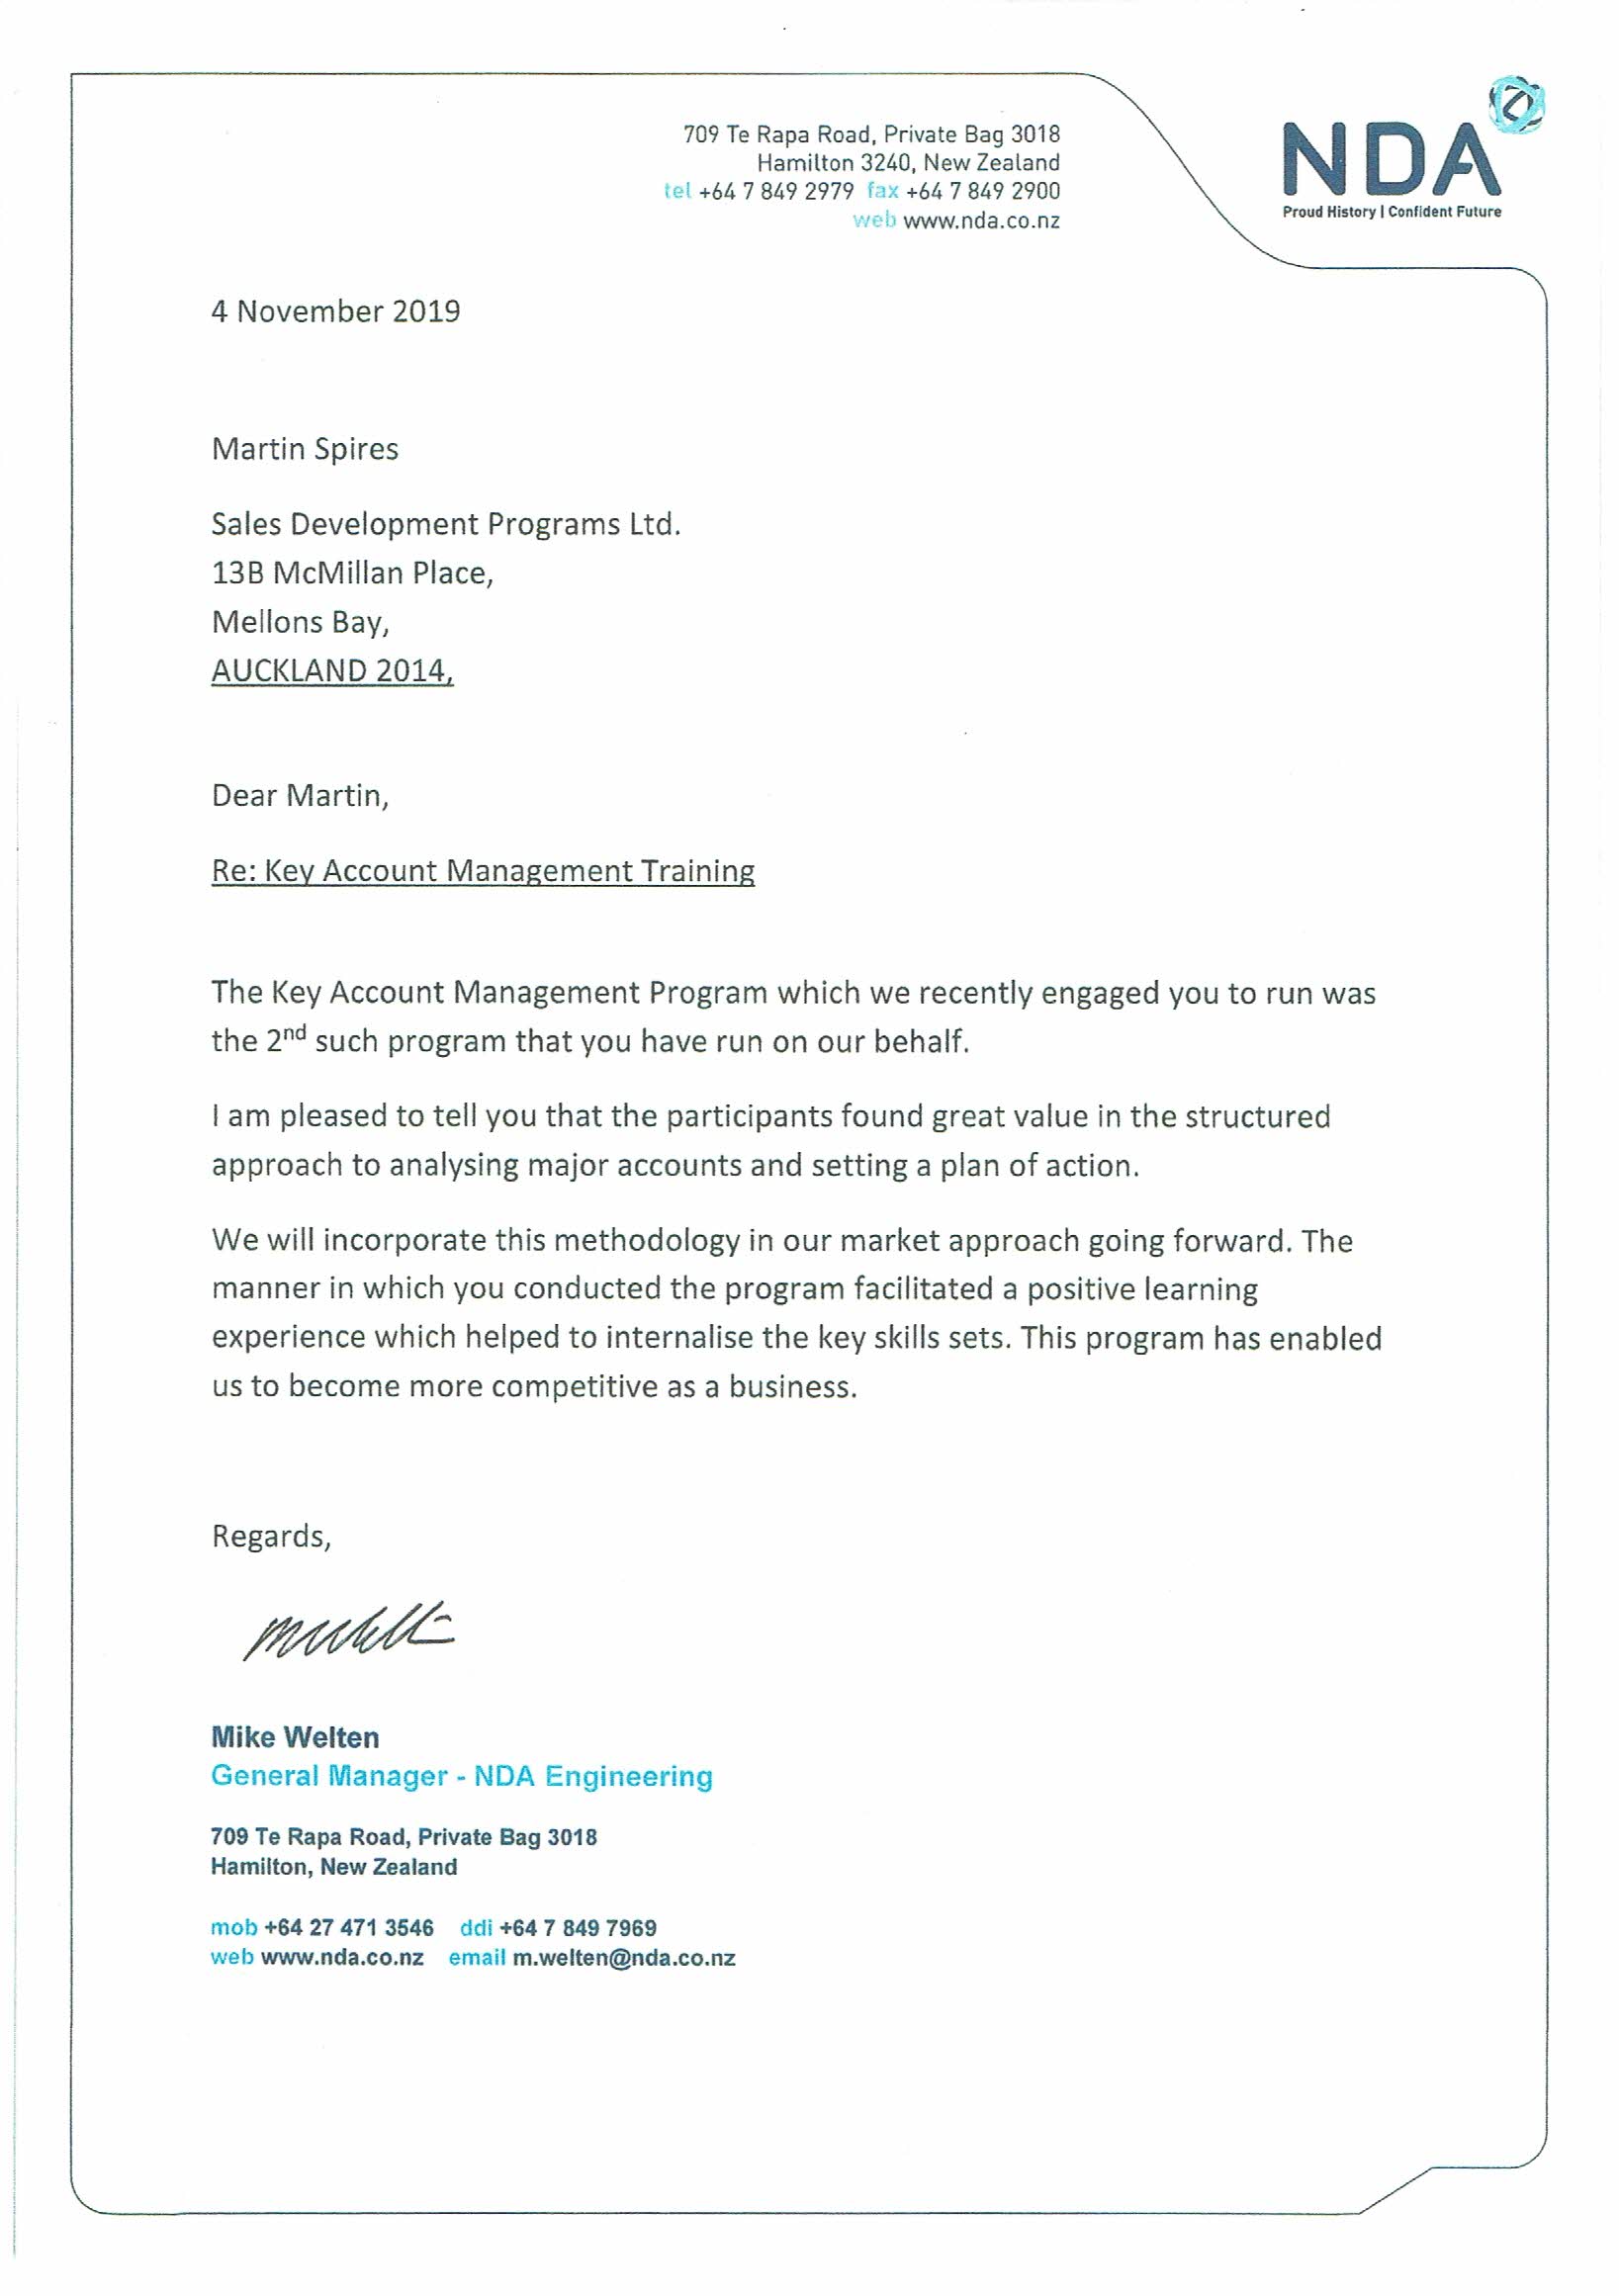 709 Te Rapa Road, Private Bag 3018
Hamilton 3240, New Zealand
tel +64 7 849 2979 fax +64 7 849 2900
web www.nda.co.nz
NDA
Proud History | Confident Future
4 November 2019
Martin Spires
Sales Development Programs Ltd.
13B McMillan Place,
Mellons Bay,
AUCKLAND 2014,
Dear Martin,
Re: Key Account Management Training
The Key Account Management Program which we recently engaged you to run was
the 2nd such program that you have run on our behalf.
I am pleased to tell you that the participants found great value in the structured
approach to analysing major accounts and setting a plan of action.
We will incorporate this methodology in our market approach going forward. The
manner in which you conducted the program facilitated a positive learning
experience which helped to internalise the key skills sets. This program has enabled
us to become more competitive as a business.
Regards,
Mike Welten
General Manager - NDA Engineering
709 Te Rapa Road, Private Bag 3018
Hamilton, New Zealand
mob +64 27 471 3546 ddi +64 7 849 7969
web www.nda.co.nz email m.welten@nda.co.nz